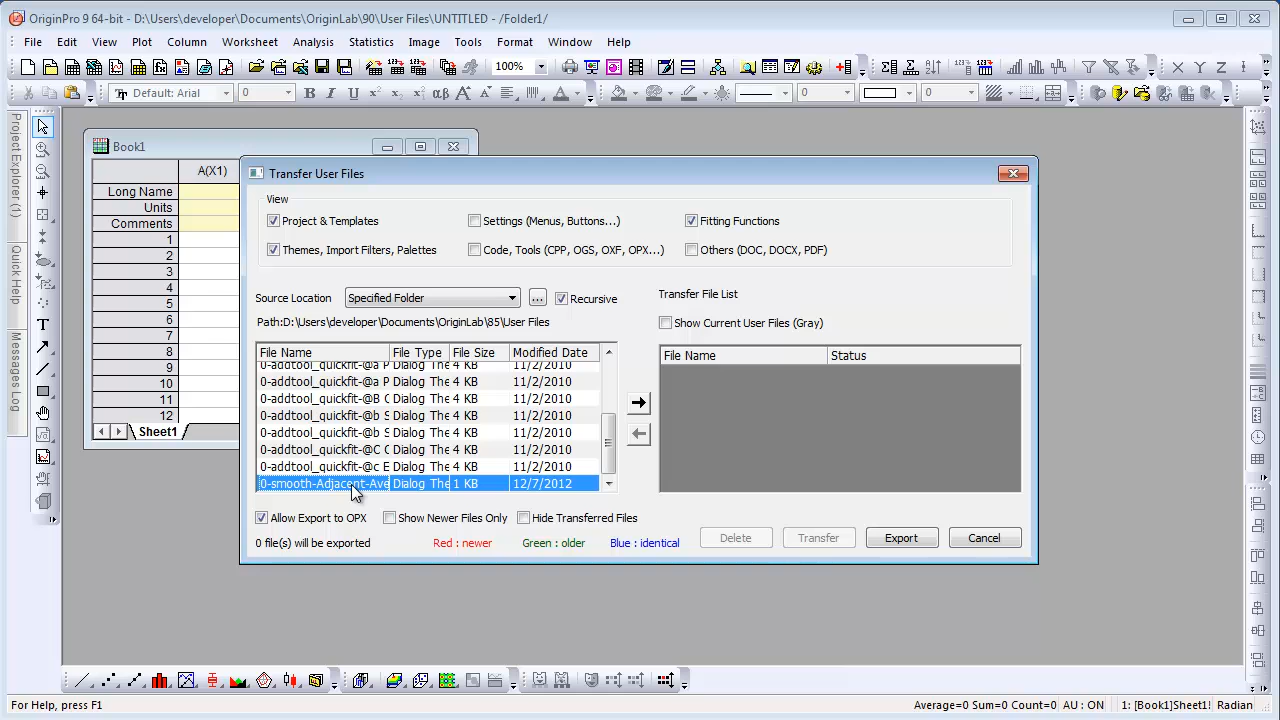 OriginPro 9 64-bit - D:\Users\developer\Documents\OriginLab\90\User Files\UNTITLED - /Folder1/
File Edit View Plot Column Worksheet Analysis Statistics Image Tools Format Window Help
100%
Default: Arial 0 0 0
Project Explorer (1)
Quick Help
Messages Log
Book1
A(X1)
Long Name
Units
Comments
1
2
3
4
5
6
7
8
9
10
11
12
Sheet1
Transfer User Files
View
Project & Templates Settings (Menus, Buttons...) Fitting Functions
Themes, Import Filters, Palettes Code, Tools (CPP, OGS, OXF, OPX...) Others (DOC, DOCX, PDF)
Source Location Specified Folder ... Recursive
Path:D:\Users\developer\Documents\OriginLab\85\User Files
File Name File Type File Size Modified Date
0-addtool_quickfit-@a P Dialog The 4 KB 11/2/2010
0-addtool_quickfit-@a P Dialog The 4 KB 11/2/2010
0-addtool_quickfit-@B C Dialog The 4 KB 11/2/2010
0-addtool_quickfit-@b S Dialog The 4 KB 11/2/2010
0-addtool_quickfit-@b S Dialog The 4 KB 11/2/2010
0-addtool_quickfit-@C C Dialog The 4 KB 11/2/2010
0-addtool_quickfit-@c E Dialog The 4 KB 11/2/2010
0-smooth-Adjacent-Ave Dialog The 1 KB 12/7/2012
Transfer File List
Show Current User Files (Gray)
File Name Status
Allow Export to OPX Show Newer Files Only Hide Transferred Files
0 file(s) will be exported Red : newer Green : older Blue : identical
Delete Transfer Export Cancel
For Help, press F1 Average=0 Sum=0 Count=0 AU : ON 1: [Book1]Sheet1! Radian